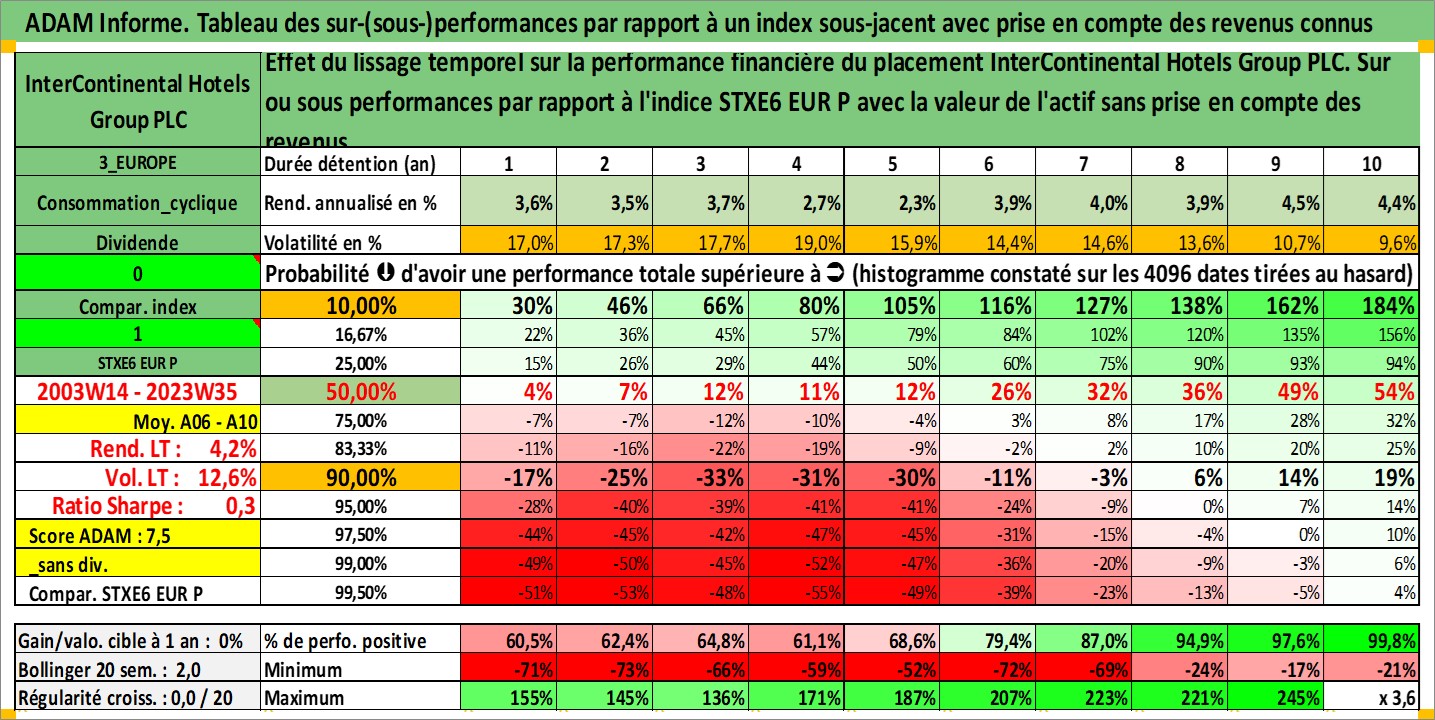 ADAM Informe. Tableau des sur-(sous-)performances par rapport à un index sous-jacent avec prise en compte des revenus connus
InterContinental Hotels Group PLC
Effet du lissage temporel sur la performance financière du placement InterContinental Hotels Group PLC. Sur
ou sous performances par rapport à l'indice STXE6 EUR P avec la valeur de l'actif sans prise en compte des
revenus
3_EUROPE Durée détention (an) 1 2 3 4 5 6 7 8 9 10
Consommation_cyclique Rend. annualisé en % 3,6% 3,5% 3,7% 2,7% 2,3% 3,9% 4,0% 3,9% 4,5% 4,4%
Dividende Volatilité en % 17,0% 17,3% 17,7% 19,0% 15,9% 14,4% 14,6% 13,6% 10,7% 9,6%
0 Probabilité ⬇ d'avoir une performance totale supérieure à ➲ (histogramme constaté sur les 4096 dates tirées au hasard)
Compar. index 10,00% 30% 46% 66% 80% 105% 116% 127% 138% 162% 184%
1 16,67% 22% 36% 45% 57% 79% 84% 102% 120% 135% 156%
STXE6 EUR P 25,00% 15% 26% 29% 44% 50% 60% 75% 90% 93% 94%
2003W14 - 2023W35 50,00% 4% 7% 12% 11% 12% 26% 32% 36% 49% 54%
Moy. A06 - A10 75,00% -7% -7% -12% -10% -4% 3% 8% 17% 28% 32%
Rend. LT : 4,2% 83,33% -11% -16% -22% -19% -9% -2% 2% 10% 20% 25%
Vol. LT : 12,6% 90,00% -17% -25% -33% -31% -30% -11% -3% 6% 14% 19%
Ratio Sharpe : 0,3 95,00% -28% -40% -39% -41% -41% -24% -9% 0% 7% 14%
Score ADAM : 7,5 97,50% -44% -45% -42% -47% -45% -31% -15% -4% 0% 10%
_sans div. 99,00% -49% -50% -45% -52% -47% -36% -20% -9% -3% 6%
Compar. STXE6 EUR P 99,50% -51% -53% -48% -55% -49% -39% -23% -13% -5% 4%
Gain/valo. cible à 1 an : 0% % de perfo. positive 60,5% 62,4% 64,8% 61,1% 68,6% 79,4% 87,0% 94,9% 97,6% 99,8%
Bollinger 20 sem. : 2,0 Minimum -71% -73% -66% -59% -52% -72% -69% -24% -17% -21%
Régularité croiss. : 0,0 / 20 Maximum 155% 145% 136% 171% 187% 207% 223% 221% 245% x 3,6